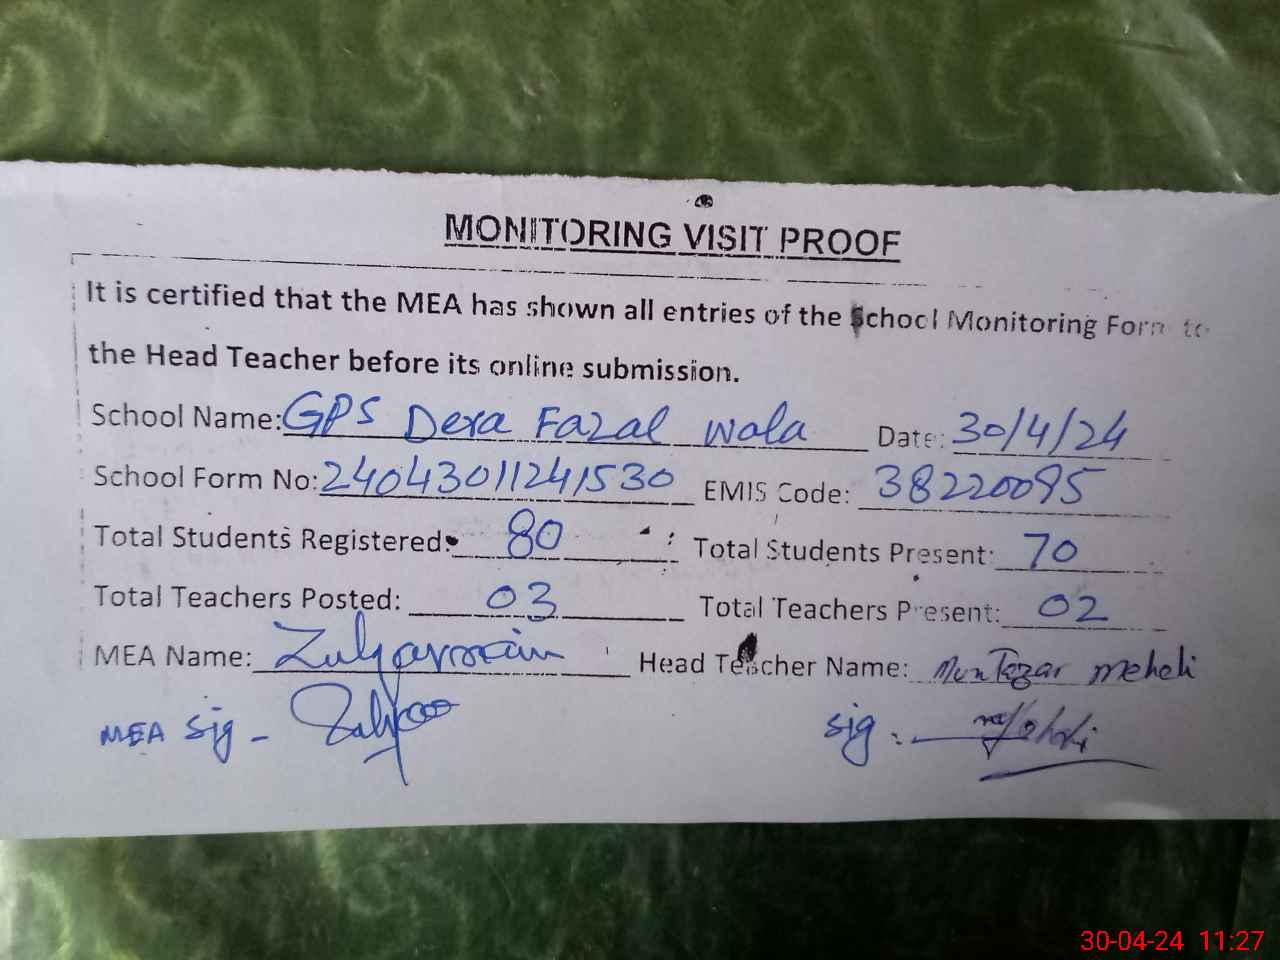 MONITORING VISIT PROOF
It is certified that the MEA has shown all entries of the School Monitoring Form to
the Head Teacher before its online submission.
School Name: GPS Dera Fazal Wala Date: 30/4/24
School Form No: 24043011241530 EMIS Code: 38220095
Total Students Registered: 80 Total Students Present: 70
Total Teachers Posted: 03 Total Teachers Present: 02
MEA Name: Zulqarnain Head Teacher Name: Muntazar mehdi
MEA Sig - Sig:
30-04-24 11:27